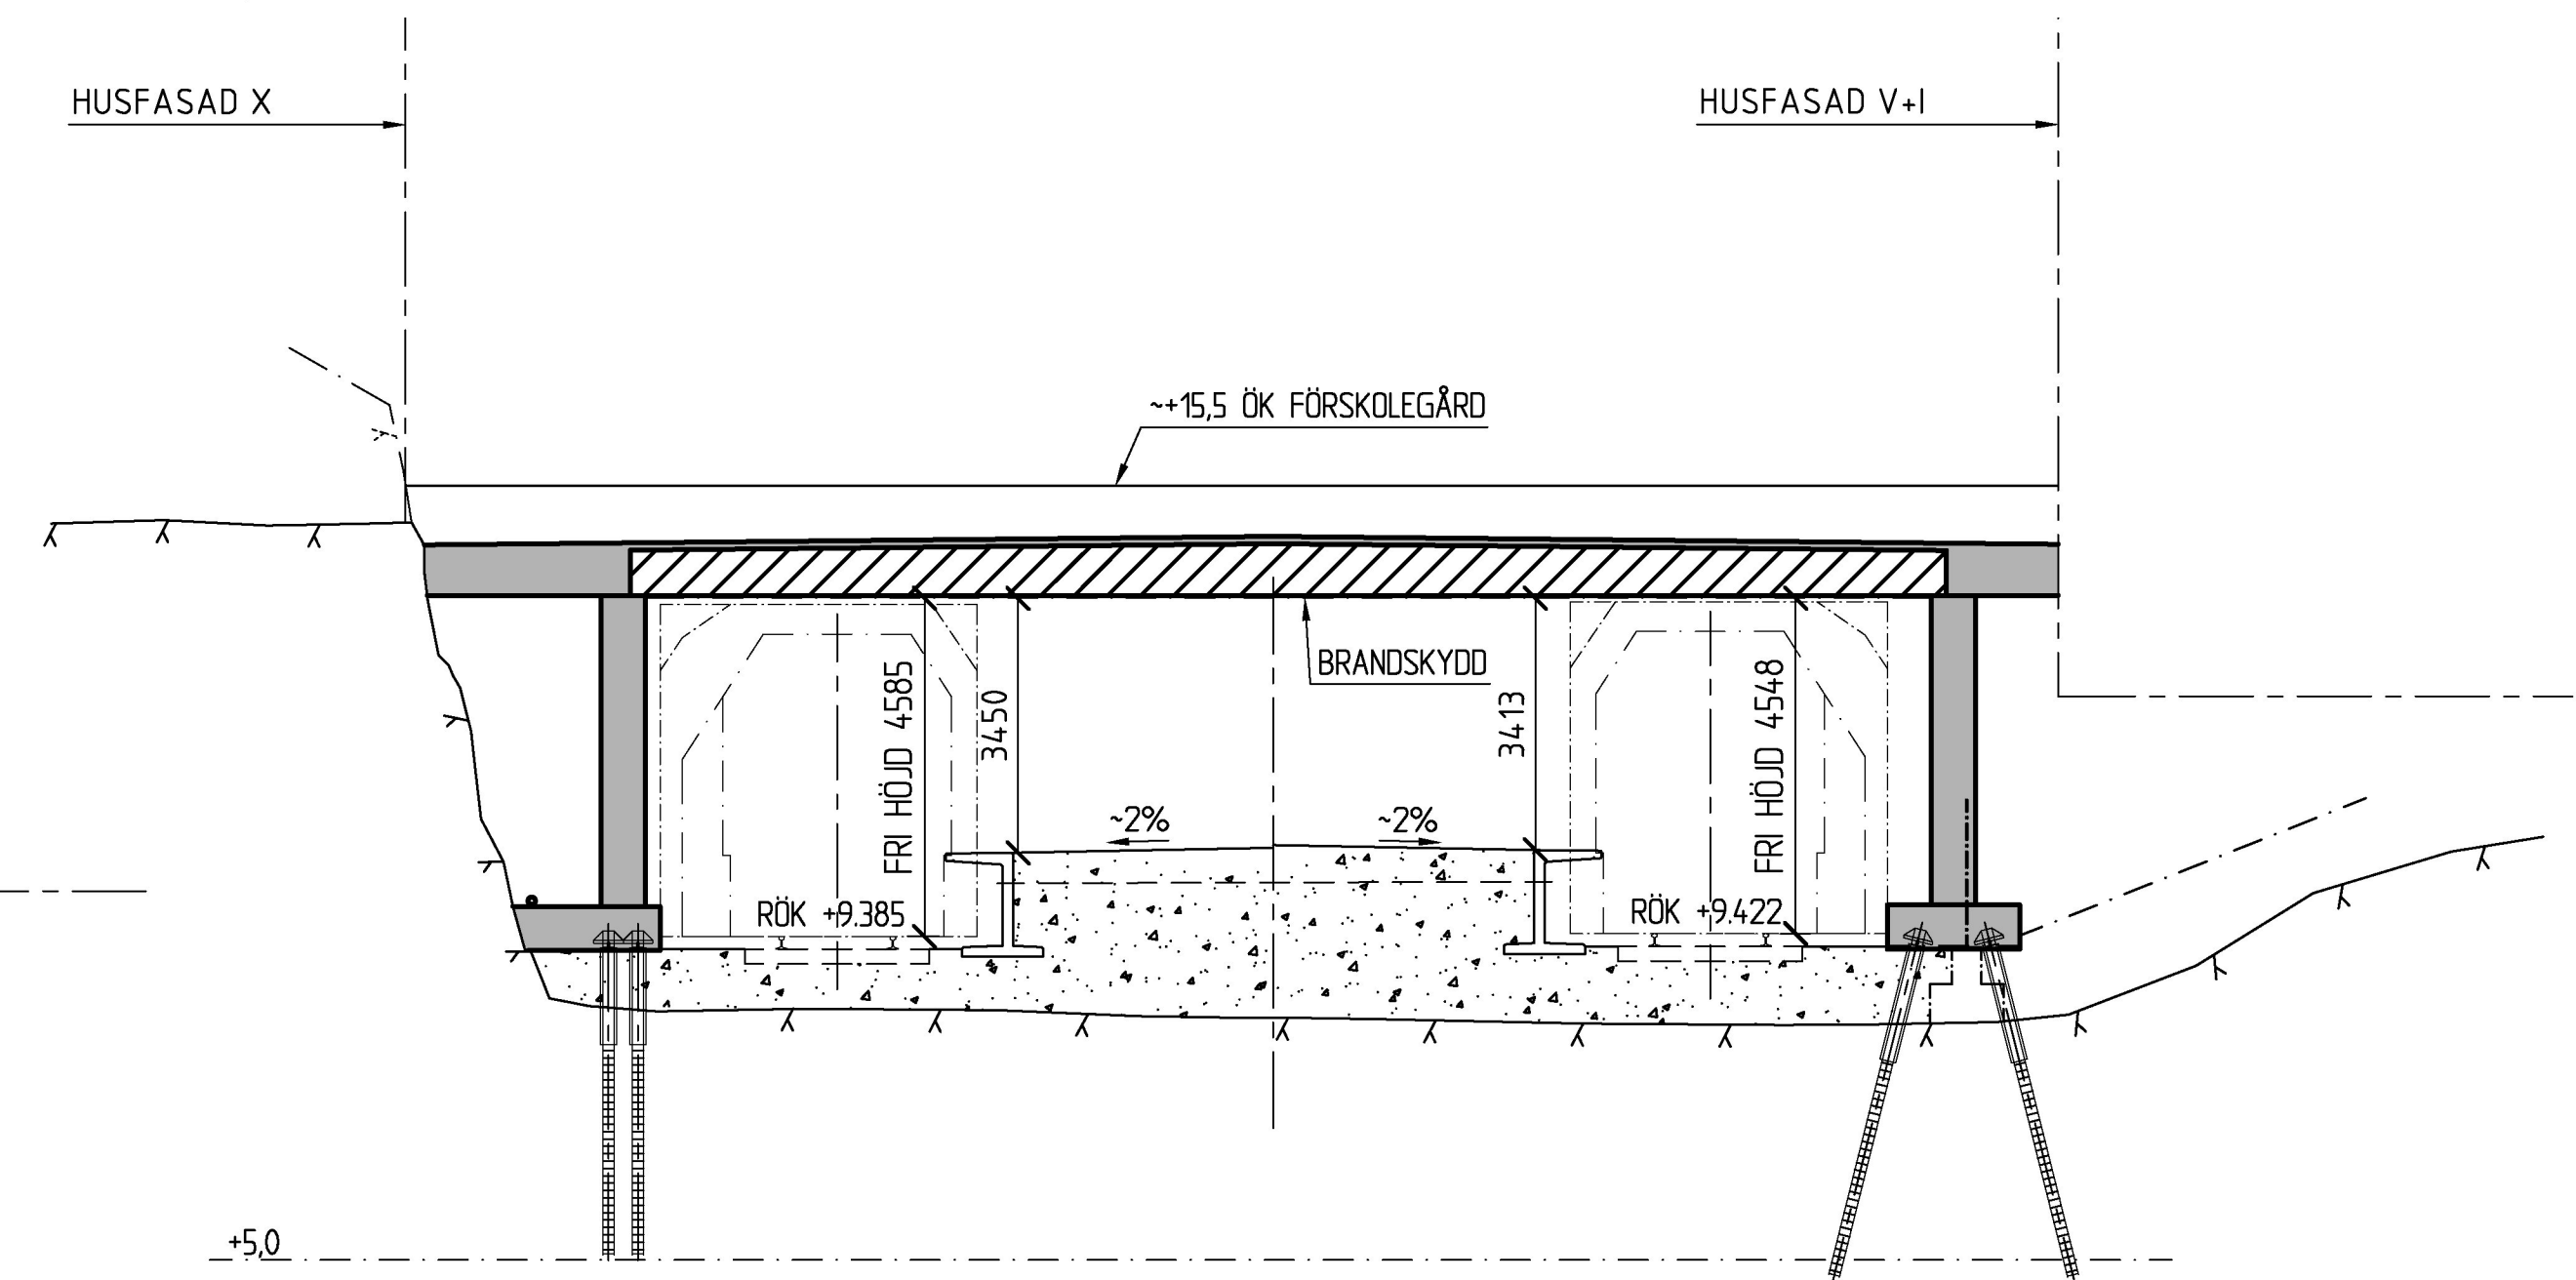 HUSFASAD X
HUSFASAD V+I
~+15,5 ÖK FÖRSKOLEGÅRD
BRANDSKYDD
FRI HÖJD 4585
3450
3413
FRI HÖJD 4548
~2%
~2%
RÖK +9.385
RÖK +9.422
+5,0